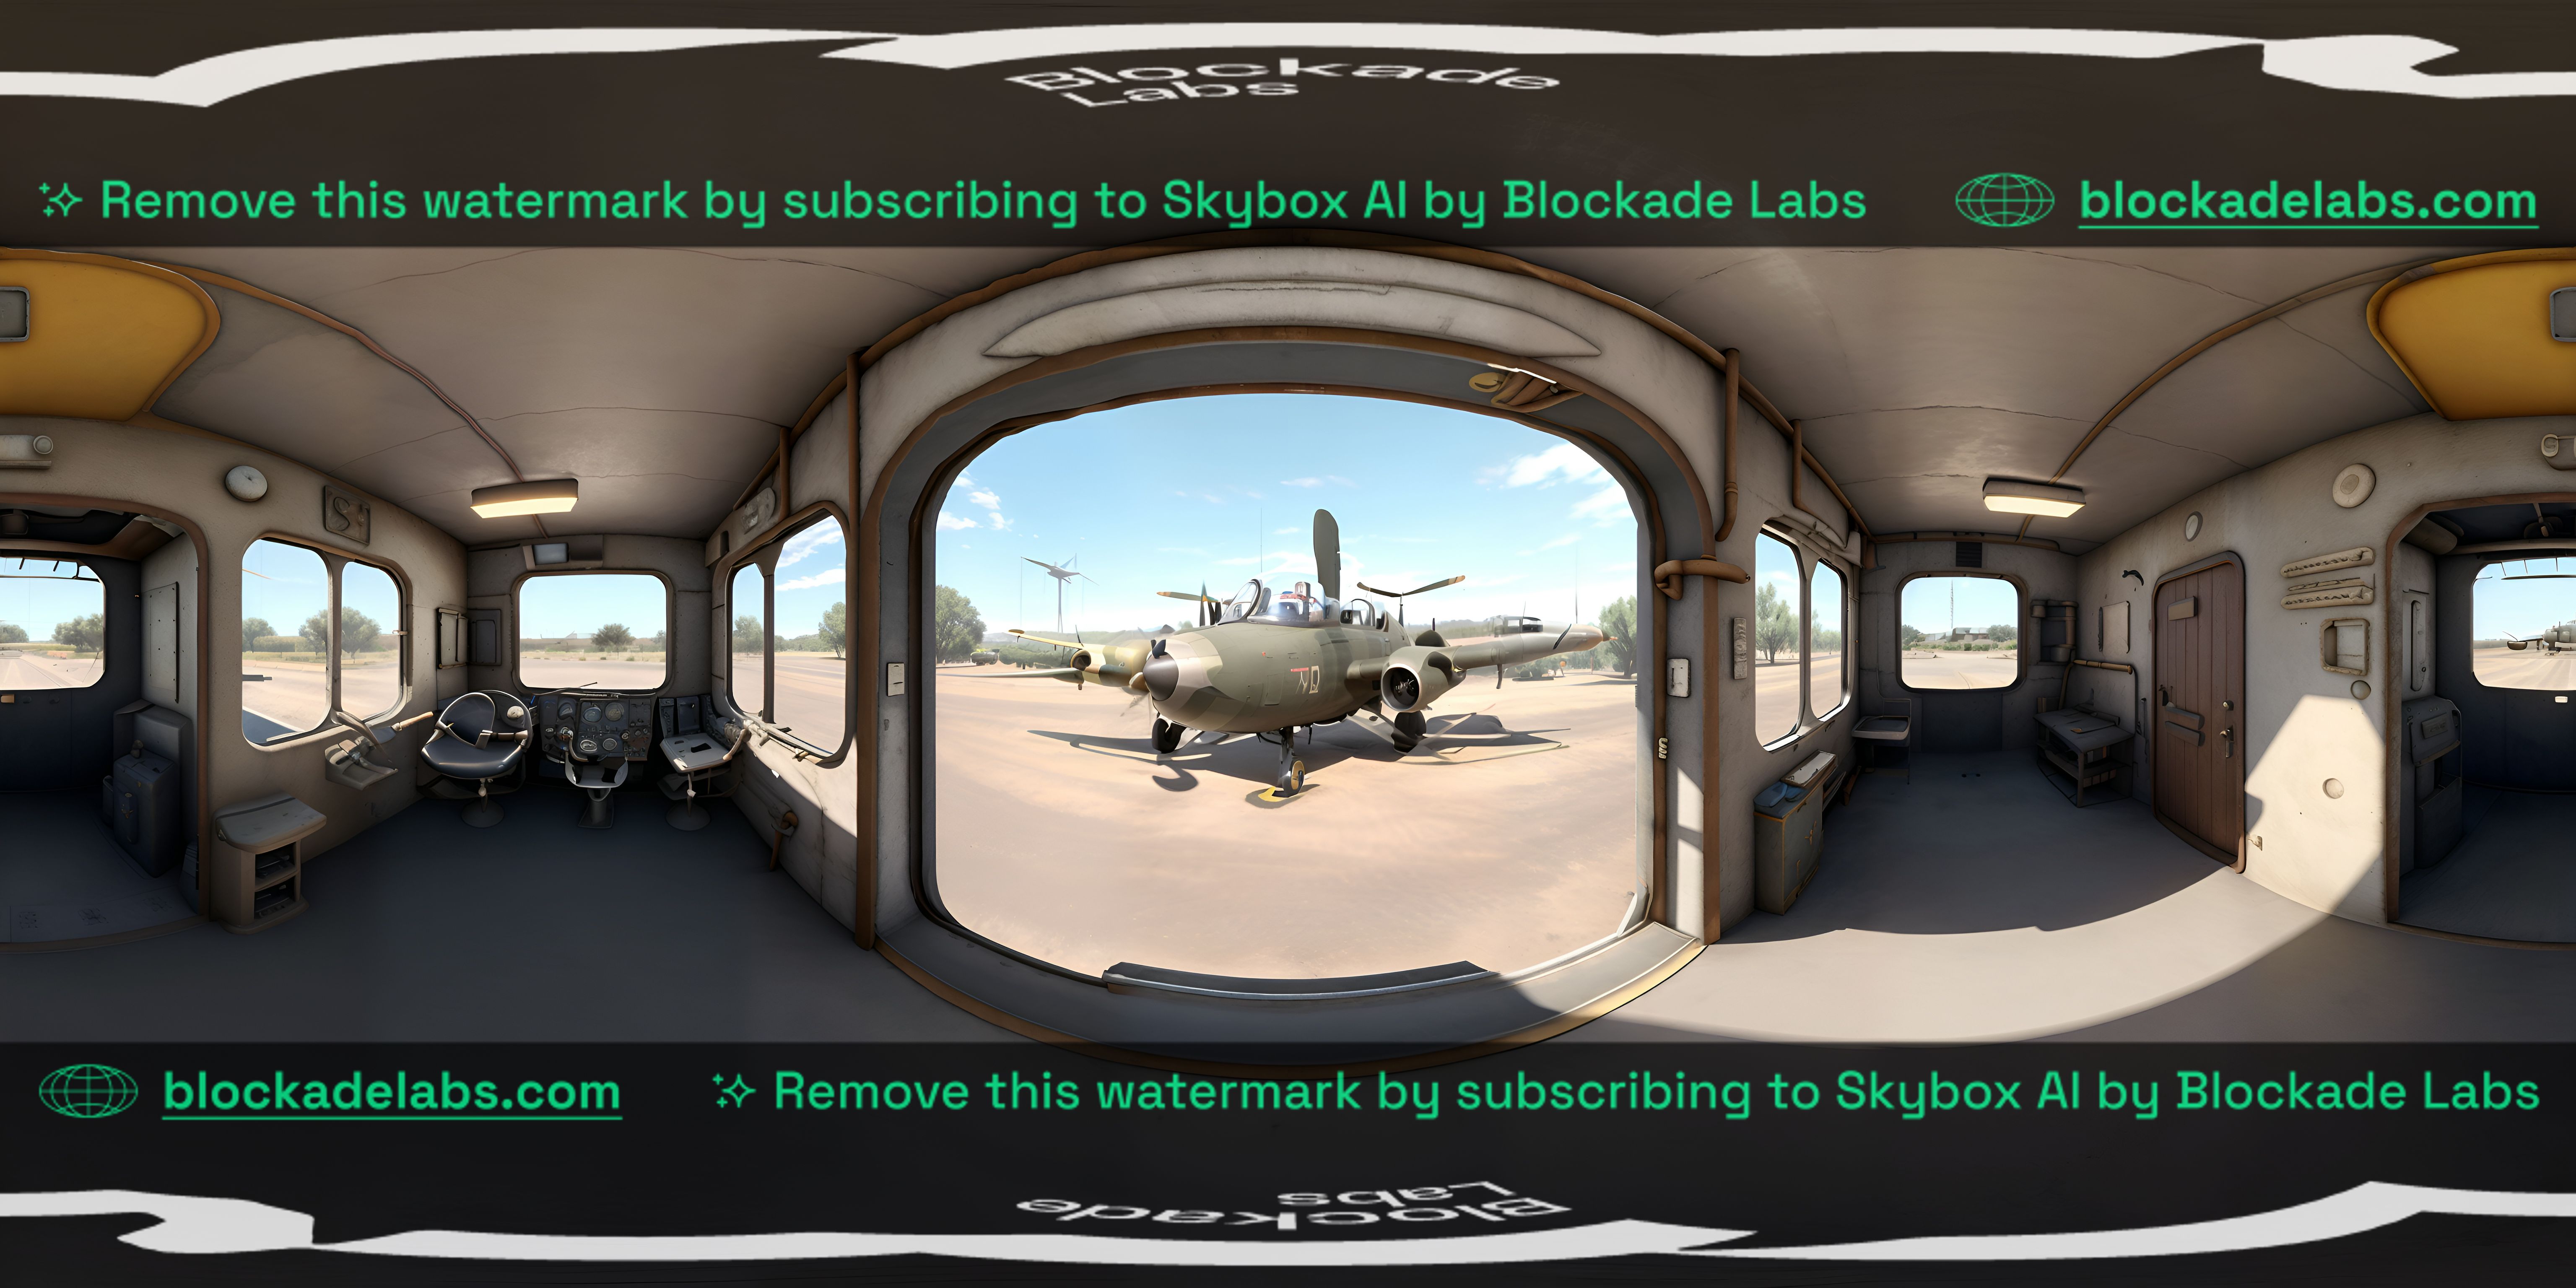 Blockade
Labs
Remove this watermark by subscribing to Skybox AI by Blockade Labs
blockadelabs.com
blockadelabs.com
Remove this watermark by subscribing to Skybox AI by Blockade Labs
Labs
Blockade